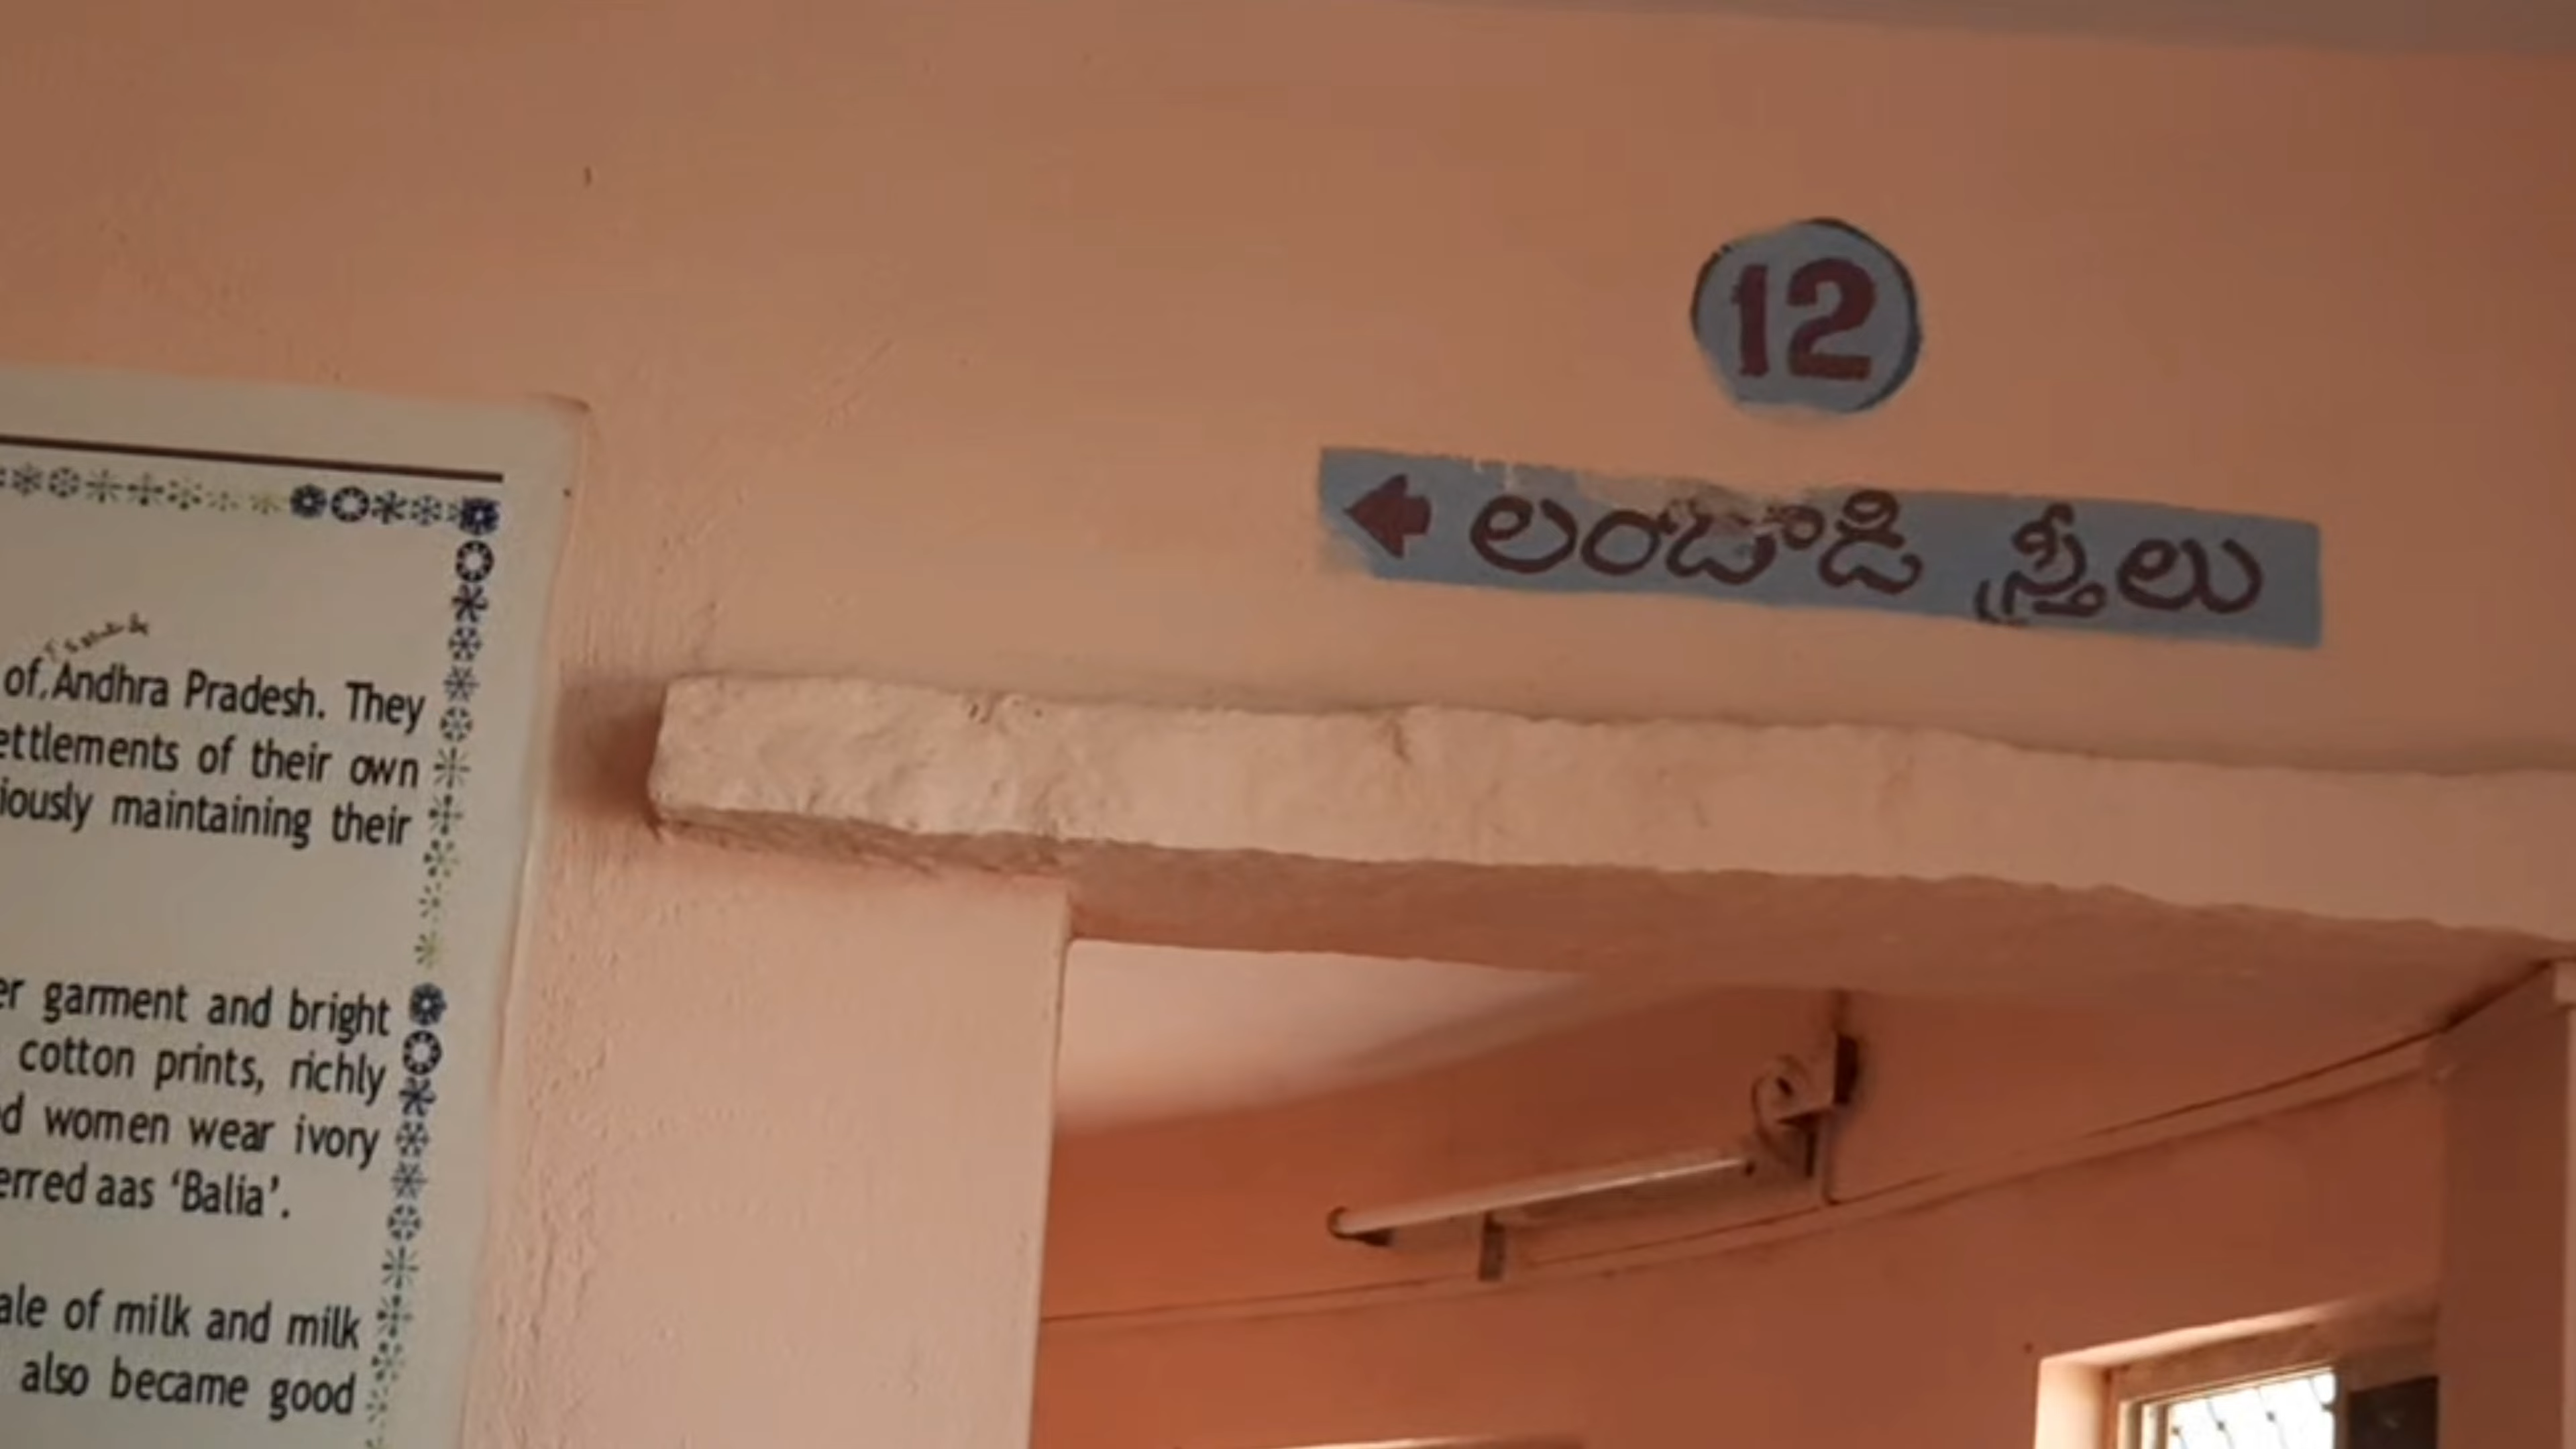 12
లంబాడి స్త్రీలు
of Andhra Pradesh. They
ettlements of their own
iously maintaining their
er garment and bright
cotton prints, richly
d women wear ivory
erred aas ‘Balia’.
ale of milk and milk
also became good